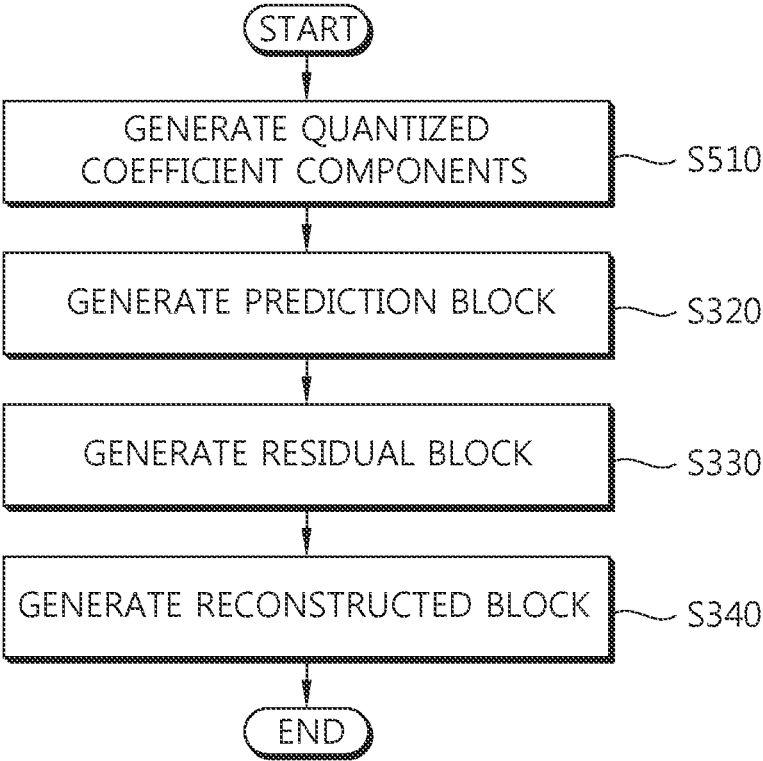 START
GENERATE QUANTIZED
COEFFICIENT COMPONENTS
S510
GENERATE PREDICTION BLOCK
S320
GENERATE RESIDUAL BLOCK
S330
GENERATE RECONSTRUCTED BLOCK
S340
END